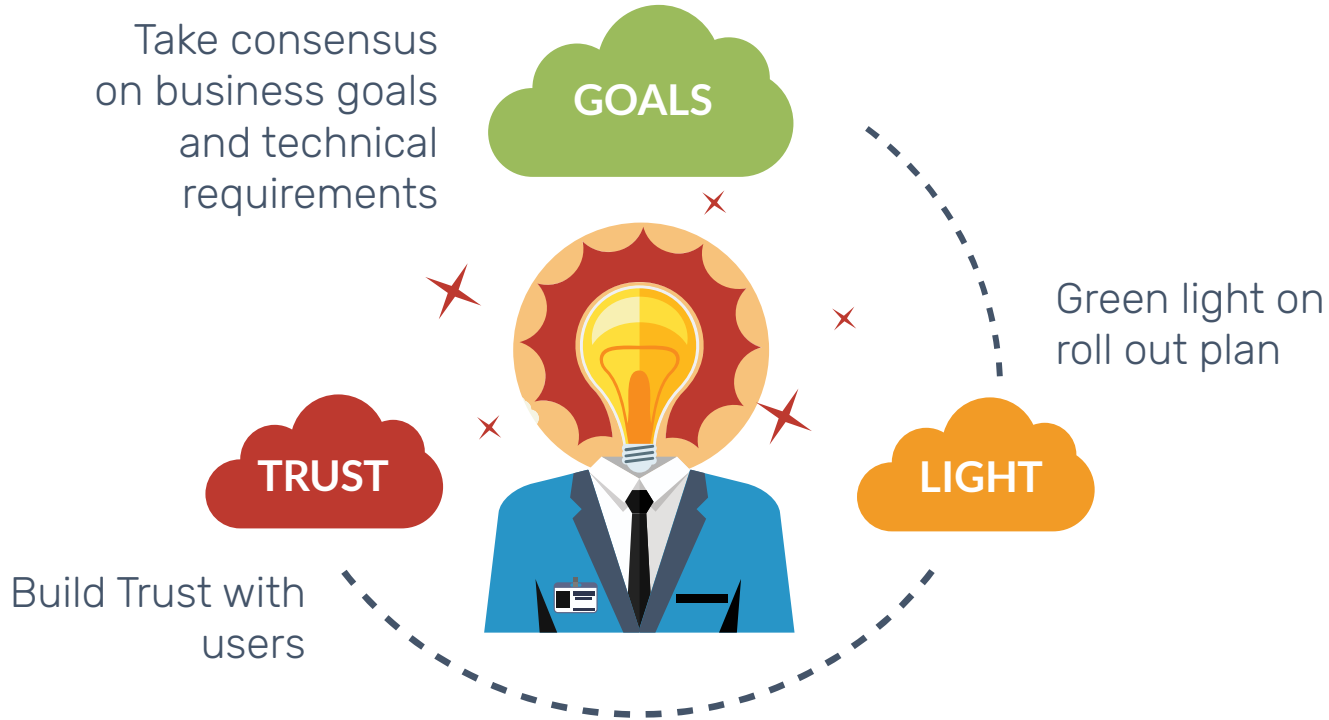 Take consensus
on business goals
and technical
requirements
GOALS
Green light on
roll out plan
TRUST
LIGHT
Build Trust with
users